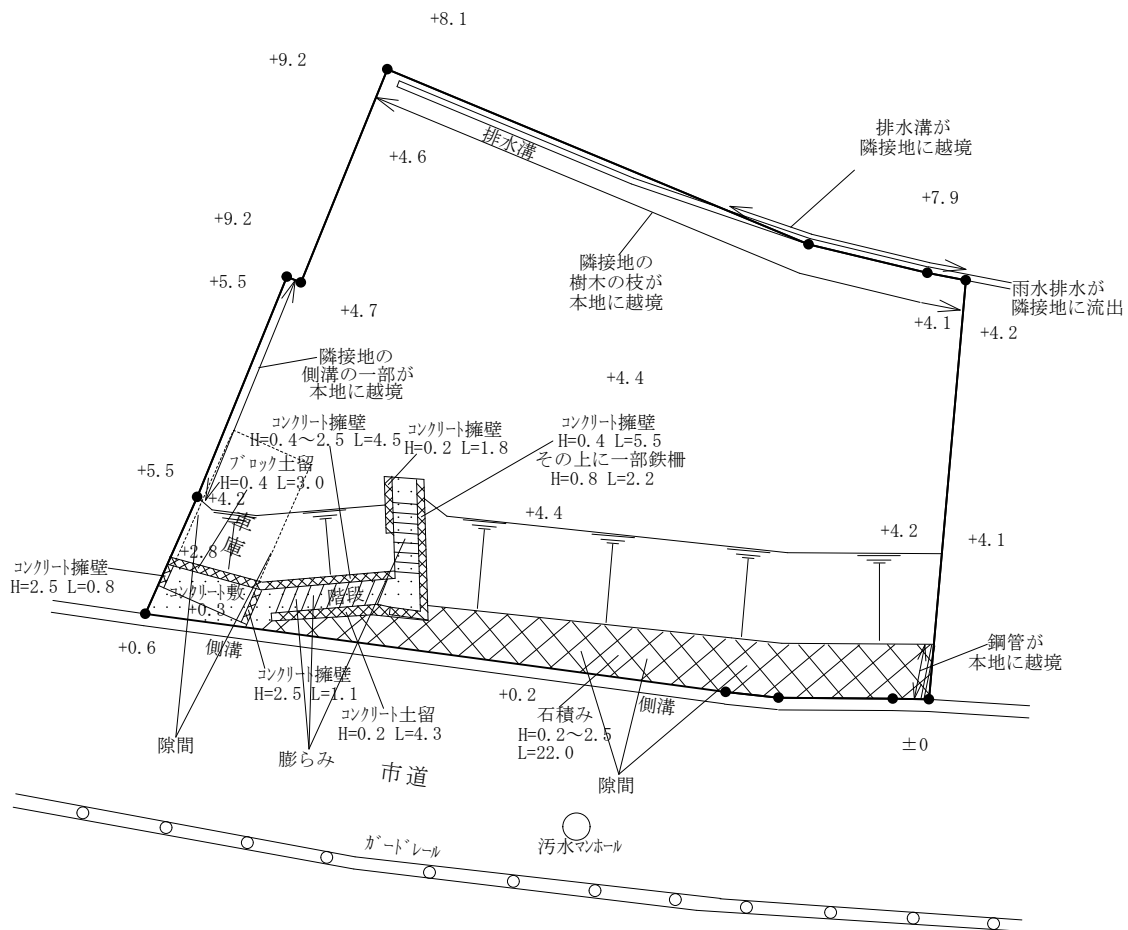 +8.1
+9.2
排水溝が
隣接地に越境
排水溝
+4.6
+7.9
+9.2
隣接地の
樹木の枝が
本地に越境
+5.5
雨水排水が
隣接地に流出
+4.7
+4.1
+4.2
隣接地の
側溝の一部が
本地に越境
+4.4
コンクリート擁壁
H=0.4～2.5 L=4.5
コンクリート擁壁
H=0.2 L=1.8
コンクリート擁壁
H=0.4 L=5.5
その上に一部鉄柵
H=0.8 L=2.2
ブロック土留
H=0.4 L=3.0
+5.5
+4.2
車庫
+4.4
+4.2
+4.1
+2.8
コンクリート擁壁
H=2.5 L=0.8
コンクリート敷
+0.3
階段
+0.6
側溝
鋼管が
本地に越境
コンクリート擁壁
H=2.5 L=1.1
コンクリート土留
H=0.2 L=4.3
+0.2
石積み
H=0.2～2.5
L=22.0
側溝
±0
隙間
膨らみ
隙間
市道
汚水マンホール
ガードレール